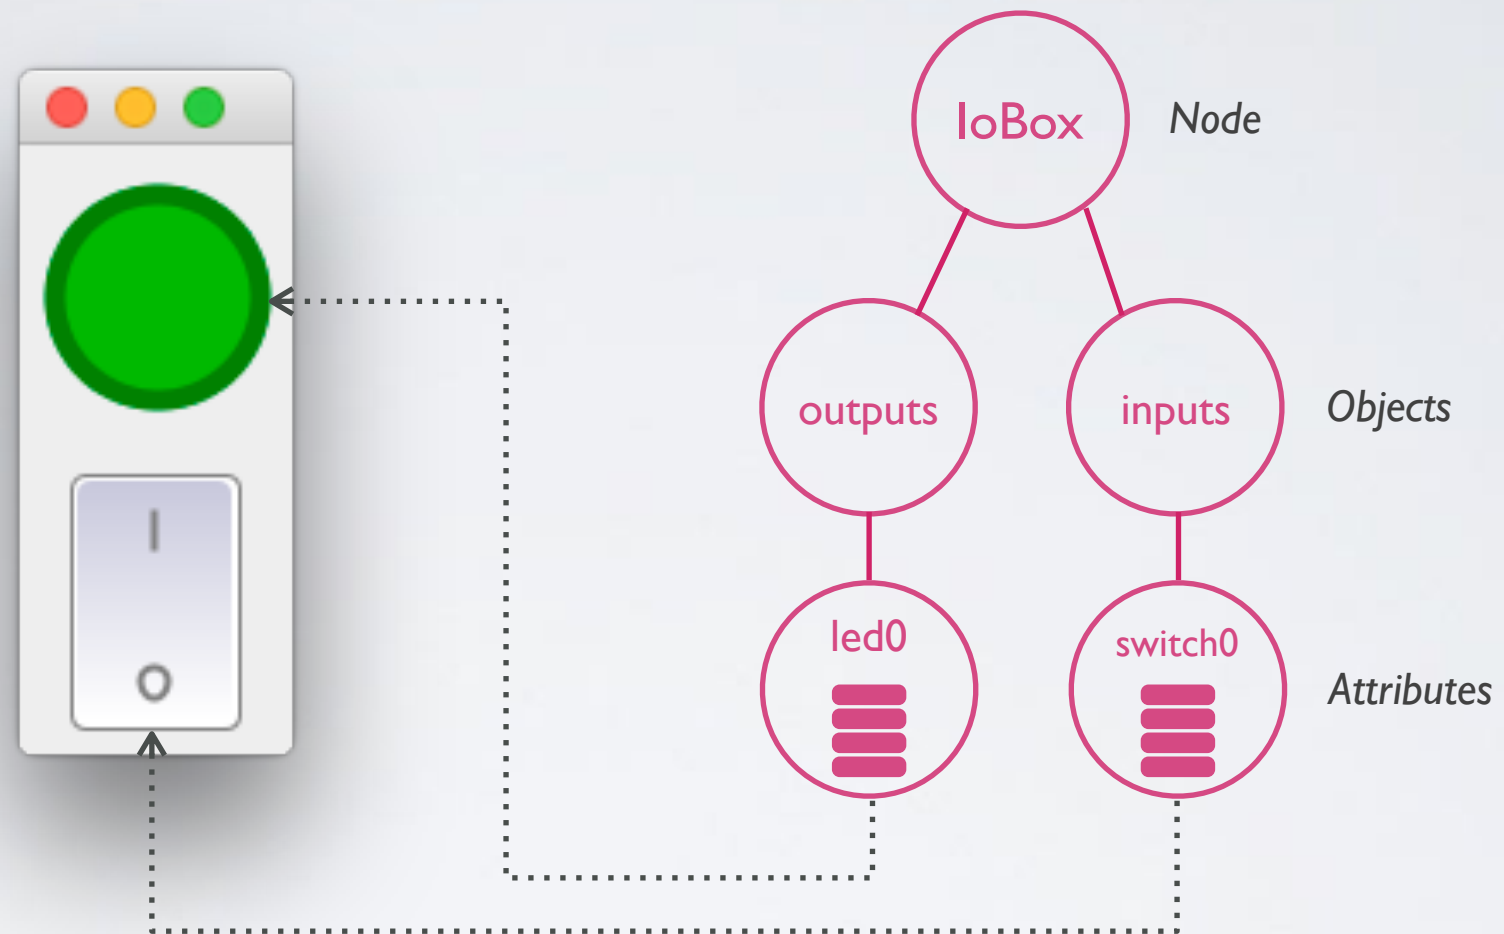 IoBox
Node
outputs
inputs
Objects
led0
switch0
Attributes
I
O